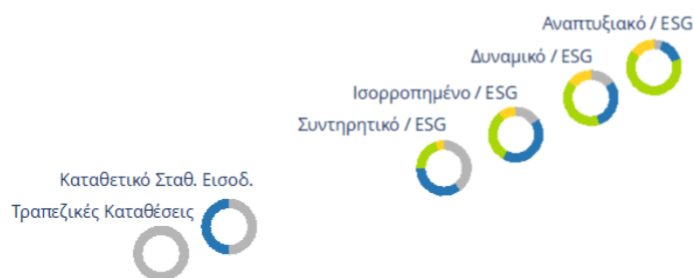 Αναπτυξιακό / ESG
Δυναμικό / ESG
Ισορροπημένο / ESG
Συντηρητικό / ESG
Καταθετικό Σταθ. Εισοδ.
Τραπεζικές Καταθέσεις